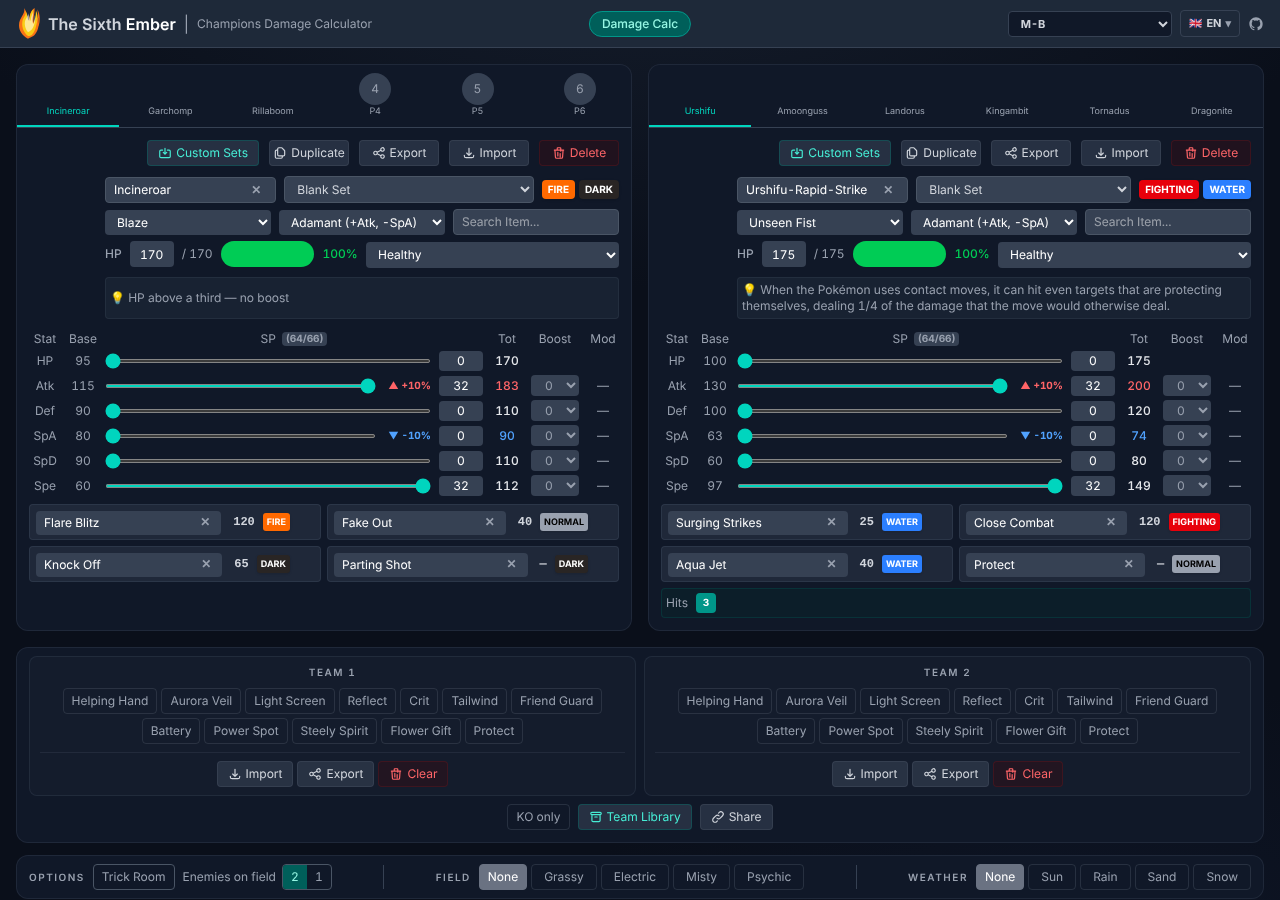 The Sixth Ember | Champions Damage Calculator
Damage Calc
M-B
EN ▾
4 5 6
Incineroar Garchomp Rillaboom P4 P5 P6
Custom Sets Duplicate Export Import Delete
Incineroar × Blank Set FIRE DARK
Blaze Adamant (+Atk, -SpA) Search Item...
HP 170 / 170 100% Healthy
💡 HP above a third — no boost
Stat Base SP (64/66) Tot Boost Mod
HP 95 0 170
Atk 115 ▲ +10% 32 183 0 —
Def 90 0 110 0 —
SpA 80 ▼ -10% 0 90 0 —
SpD 90 0 110 0 —
Spe 60 32 112 0 —
Flare Blitz × 120 FIRE
Fake Out × 40 NORMAL
Knock Off × 65 DARK
Parting Shot × — DARK
Urshifu Amoonguss Landorus Kingambit Tornadus Dragonite
Custom Sets Duplicate Export Import Delete
Urshifu-Rapid-Strike × Blank Set FIGHTING WATER
Unseen Fist Adamant (+Atk, -SpA) Search Item...
HP 175 / 175 100% Healthy
💡 When the Pokémon uses contact moves, it can hit even targets that are protecting
themselves, dealing 1/4 of the damage that the move would otherwise deal.
Stat Base SP (64/66) Tot Boost Mod
HP 100 0 175
Atk 130 ▲ +10% 32 200 0 —
Def 100 0 120 0 —
SpA 63 ▼ -10% 0 74 0 —
SpD 60 0 80 0 —
Spe 97 32 149 0 —
Surging Strikes × 25 WATER
Close Combat × 120 FIGHTING
Aqua Jet × 40 WATER
Protect × — NORMAL
Hits 3
TEAM 1
Helping Hand Aurora Veil Light Screen Reflect Crit Tailwind Friend Guard
Battery Power Spot Steely Spirit Flower Gift Protect
Import Export Clear
TEAM 2
Helping Hand Aurora Veil Light Screen Reflect Crit Tailwind Friend Guard
Battery Power Spot Steely Spirit Flower Gift Protect
Import Export Clear
KO only Team Library Share
OPTIONS Trick Room Enemies on field 2 1
FIELD None Grassy Electric Misty Psychic
WEATHER None Sun Rain Sand Snow